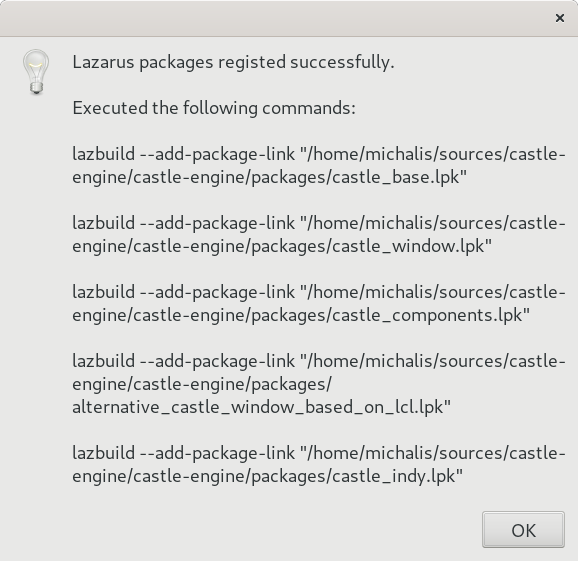 Lazarus packages registed successfully.
Executed the following commands:
lazbuild --add-package-link "/home/michalis/sources/castle-
engine/castle-engine/packages/castle_base.lpk"
lazbuild --add-package-link "/home/michalis/sources/castle-
engine/castle-engine/packages/castle_window.lpk"
lazbuild --add-package-link "/home/michalis/sources/castle-
engine/castle-engine/packages/castle_components.lpk"
lazbuild --add-package-link "/home/michalis/sources/castle-
engine/castle-engine/packages/
alternative_castle_window_based_on_lcl.lpk"
lazbuild --add-package-link "/home/michalis/sources/castle-
engine/castle-engine/packages/castle_indy.lpk"
OK